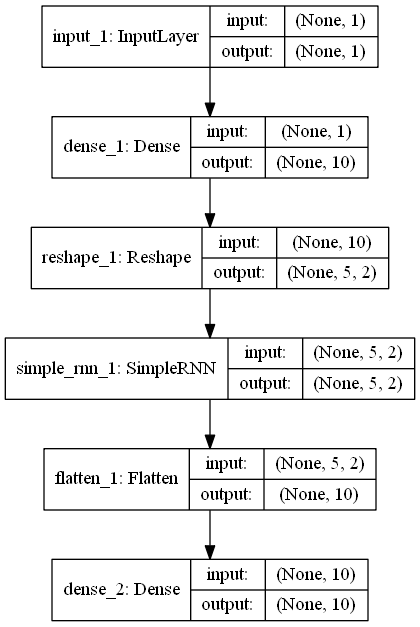 input_1: InputLayer
input:
(None, 1)
output:
(None, 1)
dense_1: Dense
input:
(None, 1)
output:
(None, 10)
reshape_1: Reshape
input:
(None, 10)
output:
(None, 5, 2)
simple_rnn_1: SimpleRNN
input:
(None, 5, 2)
output:
(None, 5, 2)
flatten_1: Flatten
input:
(None, 5, 2)
output:
(None, 10)
dense_2: Dense
input:
(None, 10)
output:
(None, 10)